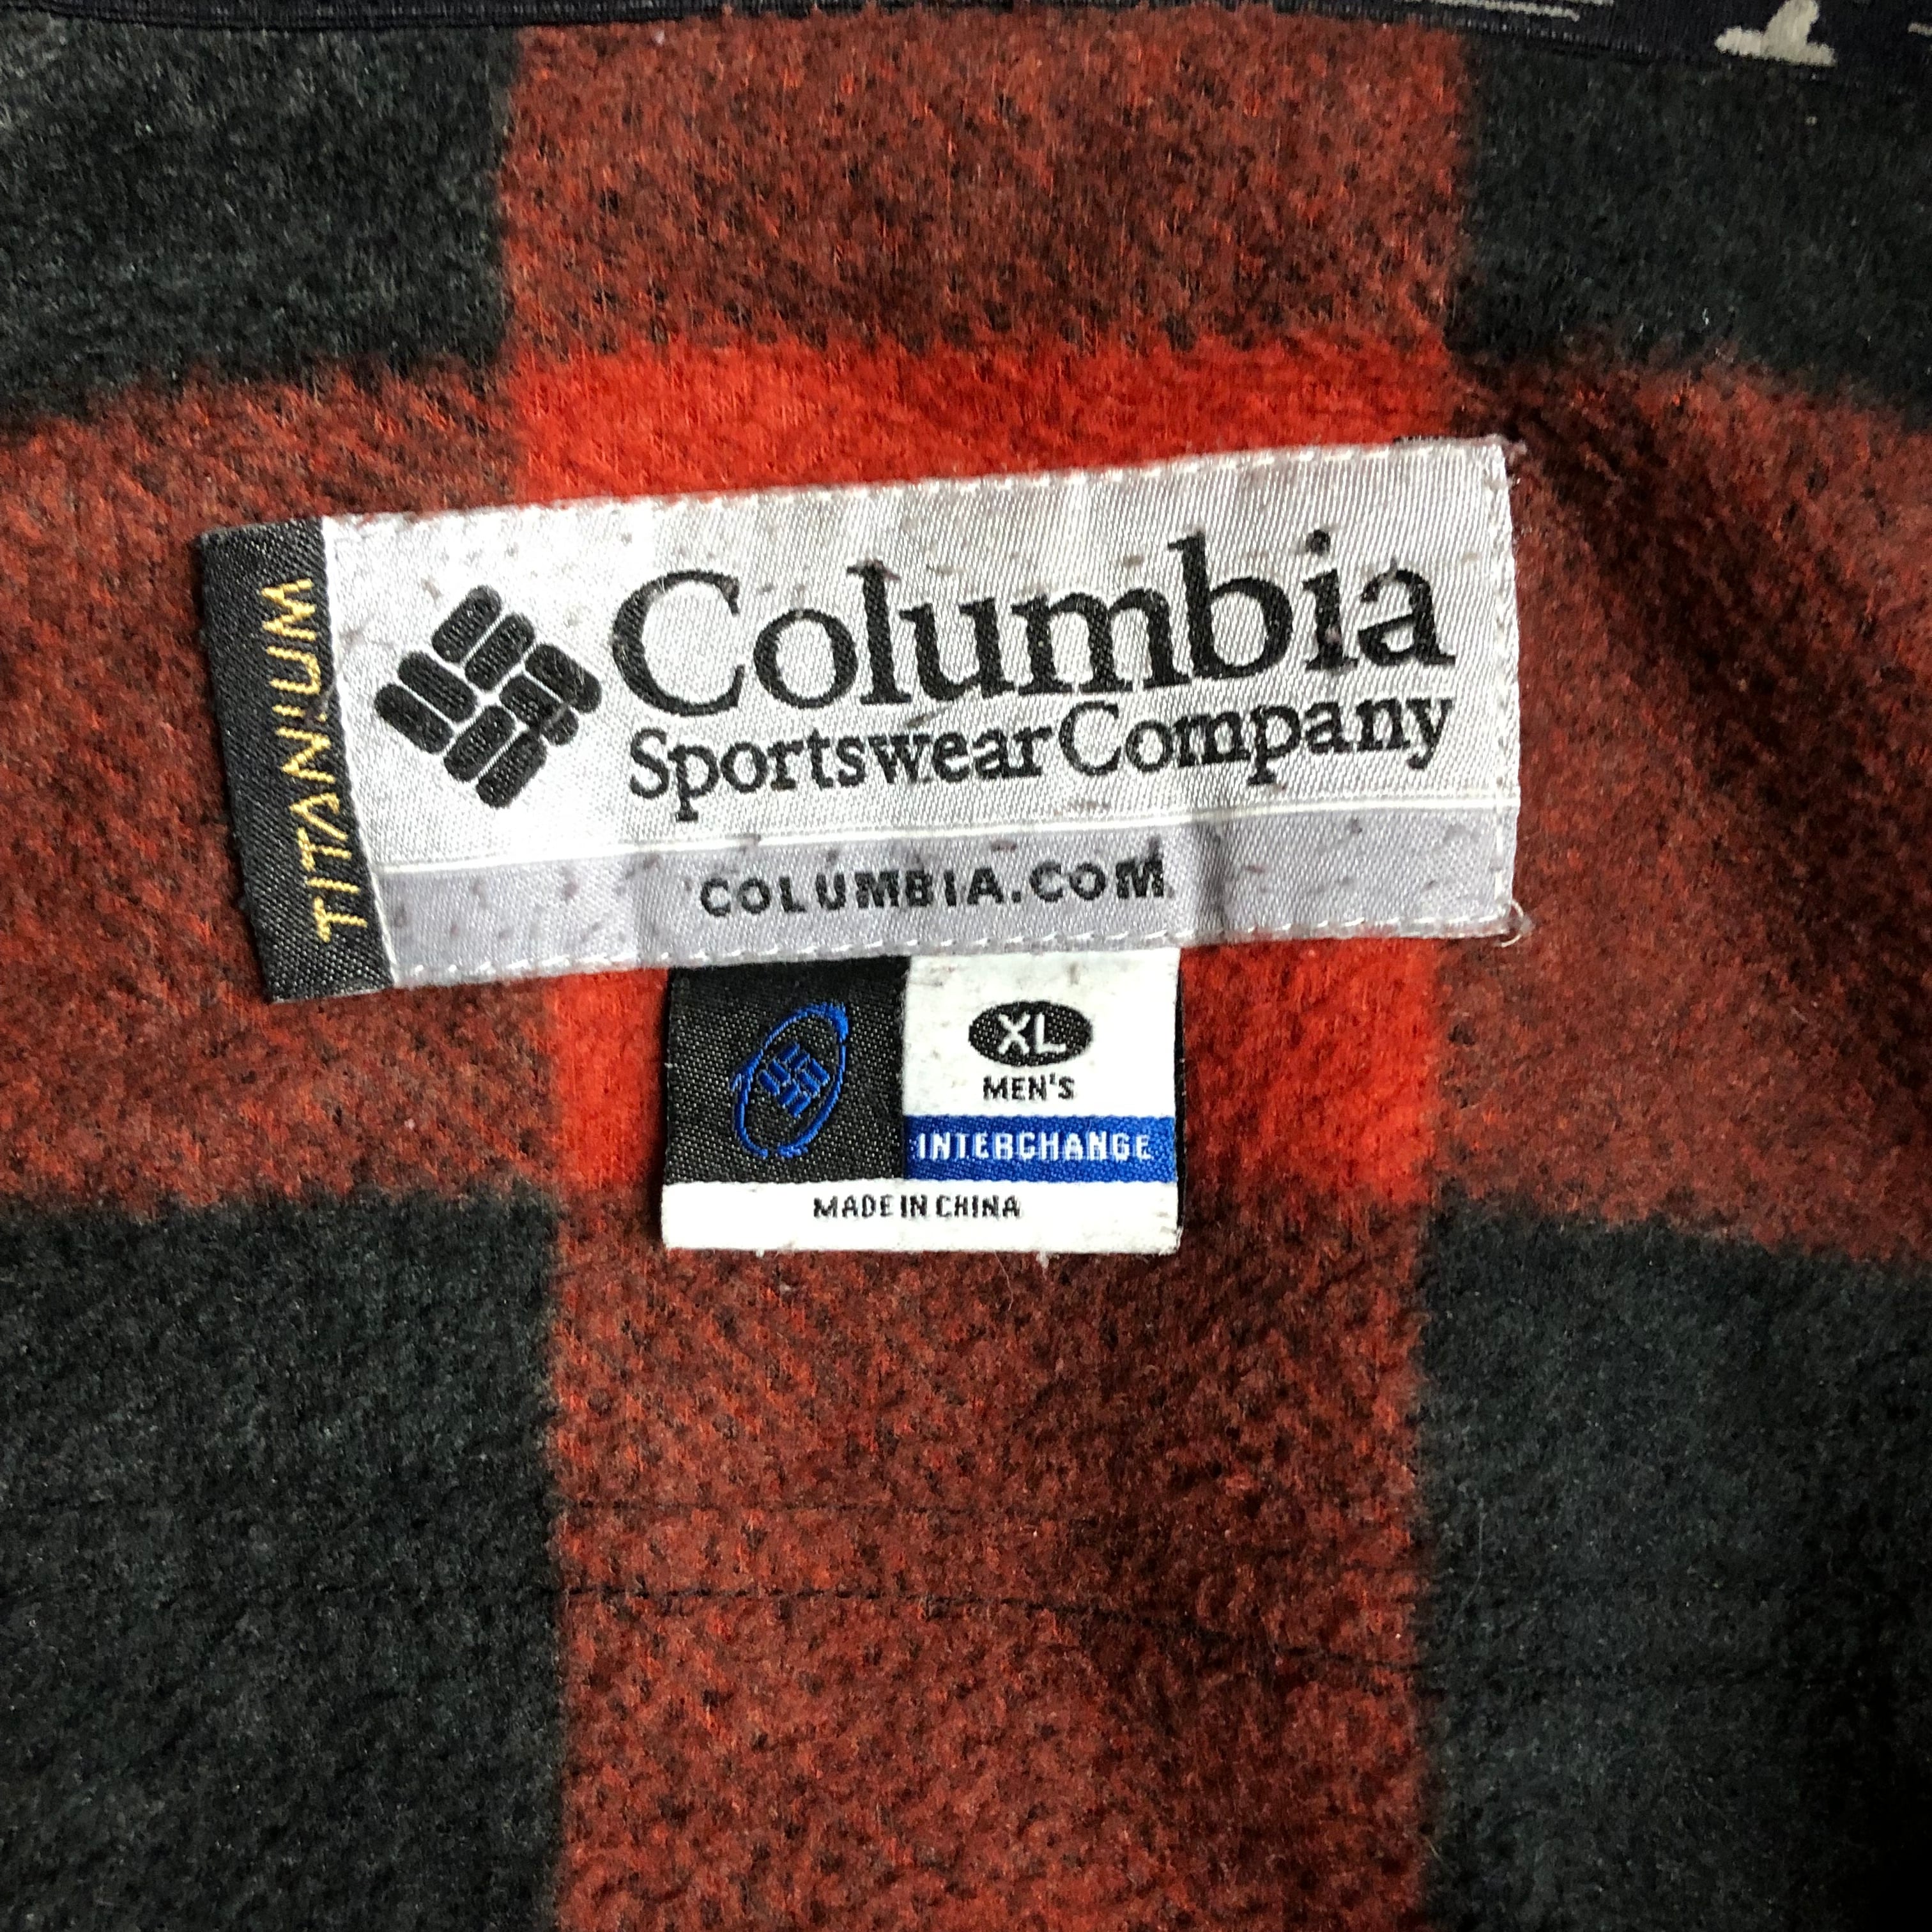 TITANIUM
Columbia
Sportswear Company
COLUMBIA.COM
XL
MEN'S
INTERCHANGE
MADE IN CHINA